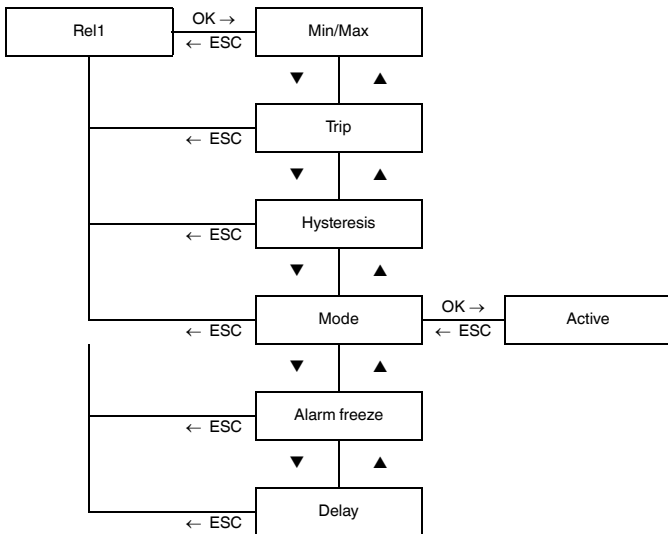 Rel1
OK →
← ESC
Min/Max
▼ ▲
← ESC
Trip
▼ ▲
← ESC
Hysteresis
▼ ▲
← ESC
Mode
OK →
← ESC
Active
▼ ▲
← ESC
Alarm freeze
▼ ▲
← ESC
Delay